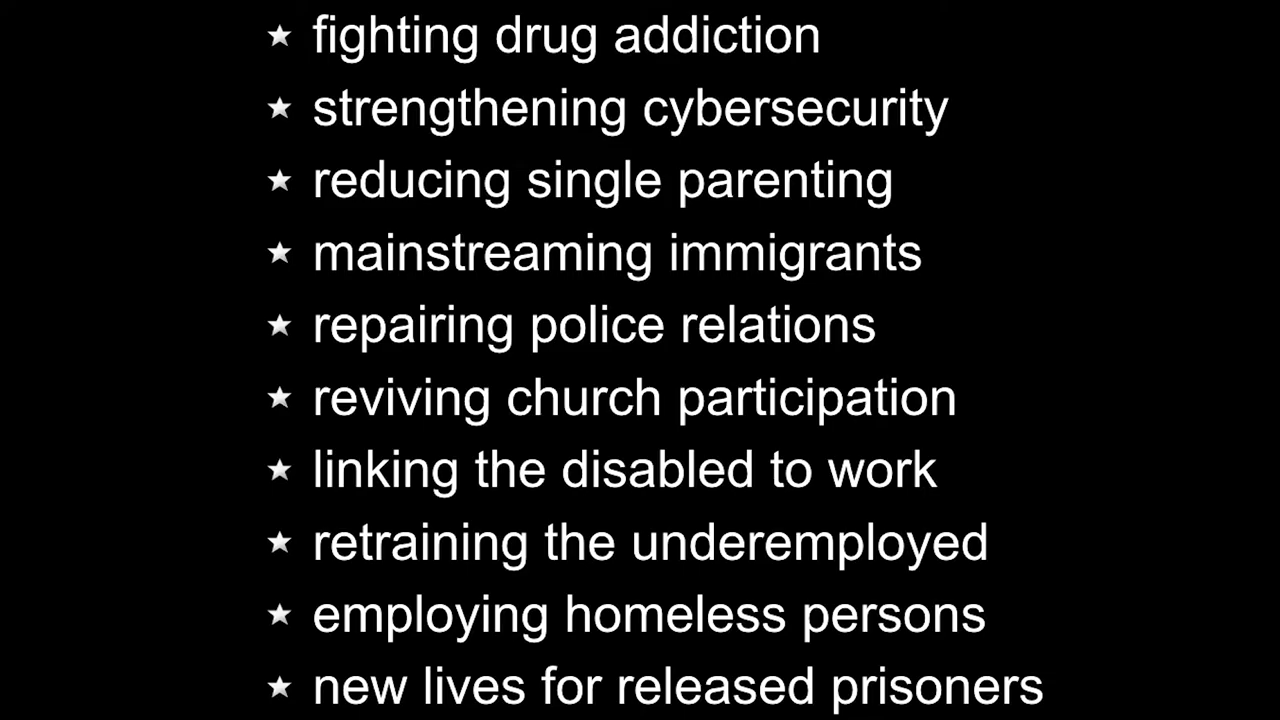 ★ fighting drug addiction
★ strengthening cybersecurity
★ reducing single parenting
★ mainstreaming immigrants
★ repairing police relations
★ reviving church participation
★ linking the disabled to work
★ retraining the underemployed
★ employing homeless persons
★ new lives for released prisoners